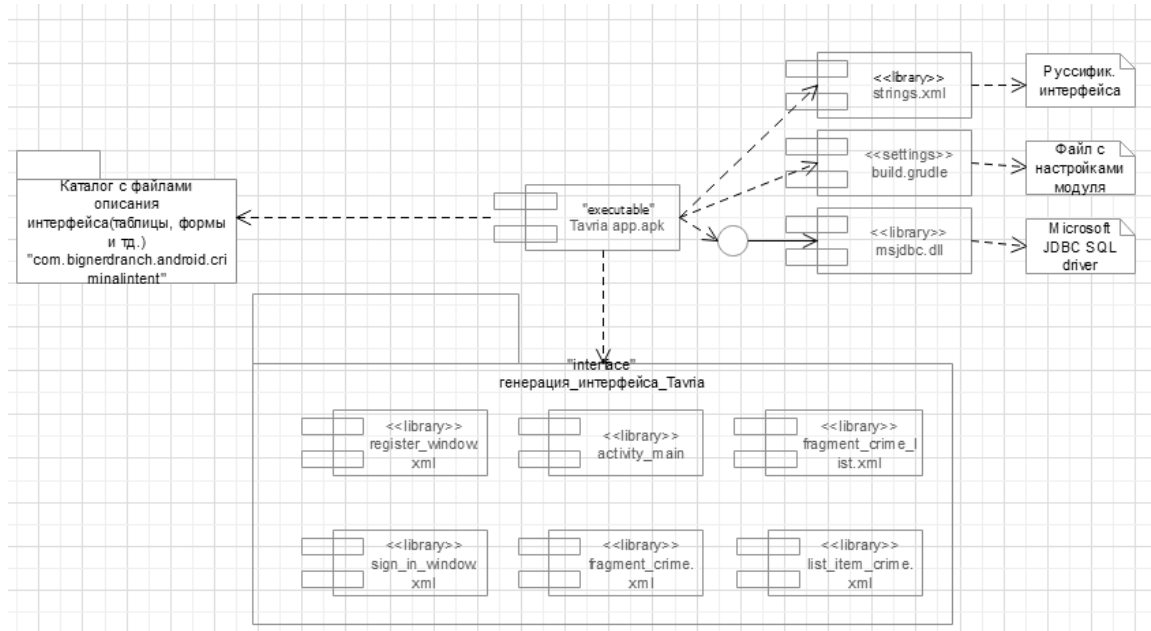 <<library>>
strings.xml
Руссифик.
интерфейса
<<settings>>
build.grudle
Файл с
настройками
модуля
Каталог с файлами
описания
интерфейса(таблицы, формы
и тд.)
"com.bignerdranch.android.cri
minalintent"
"executable"
Tavria app.apk
<<library>>
msjdbc.dll
Microsoft
JDBC SQL
driver
"interface"
генерация_интерфейса_Tavria
<<library>>
register_window.
xml
<<library>>
activity_main
<<library>>
fragment_crime_l
ist.xml
<<library>>
sign_in_window.
xml
<<library>>
fragment_crime.
xml
<<library>>
list_item_crime.
xml